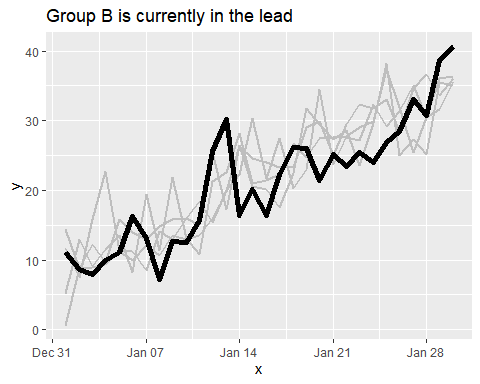 Group B is currently in the lead
40
30
20
10
0
y
Dec 31 Jan 07 Jan 14 Jan 21 Jan 28
x